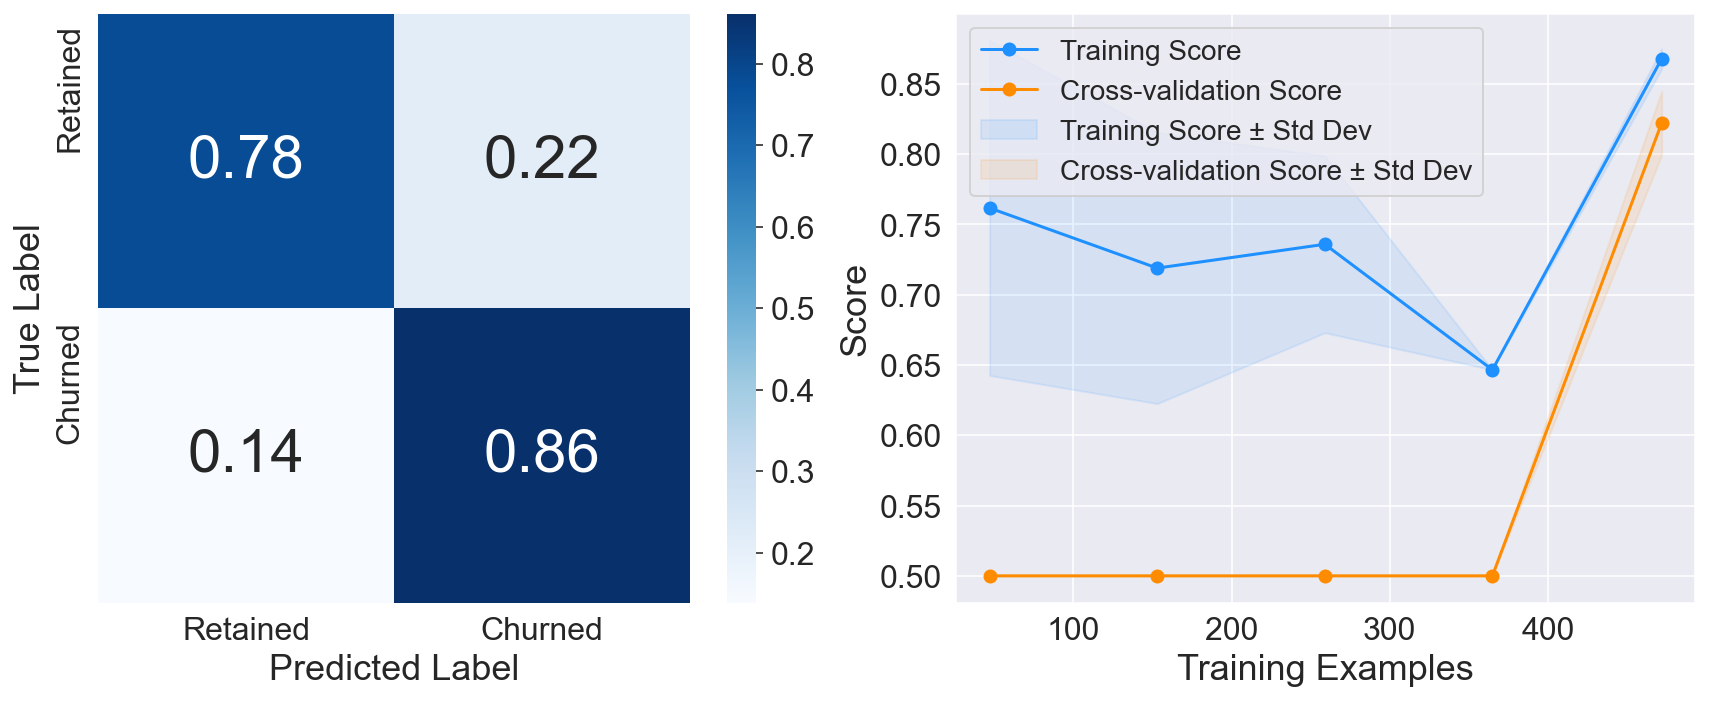 True Label
Retained
Churned
0.78
0.22
0.14
0.86
Retained
Churned
Predicted Label
0.8
0.7
0.6
0.5
0.4
0.3
0.2
Score
0.85
0.80
0.75
0.70
0.65
0.60
0.55
0.50
Training Score
Cross-validation Score
Training Score ± Std Dev
Cross-validation Score ± Std Dev
100
200
300
400
Training Examples